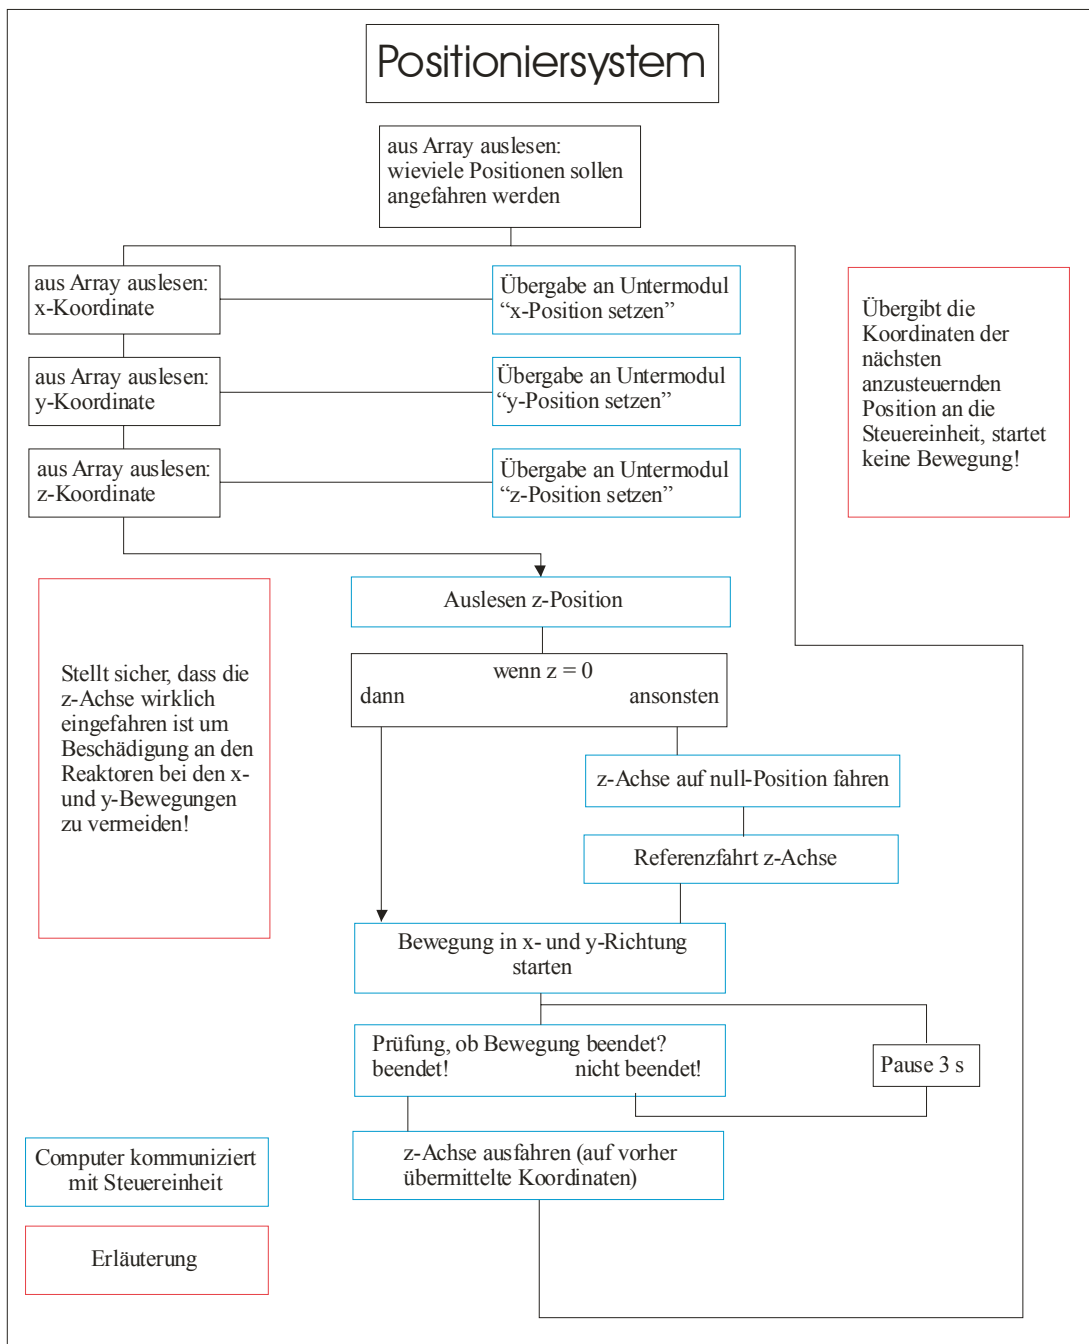 Positioniersystem
aus Array auslesen:
wieviele Positionen sollen
angefahren werden
aus Array auslesen:
x-Koordinate
Übergabe an Untermodul
“x-Position setzen”
aus Array auslesen:
y-Koordinate
Übergabe an Untermodul
“y-Position setzen”
aus Array auslesen:
z-Koordinate
Übergabe an Untermodul
“z-Position setzen”
Übergibt die
Koordinaten der
nächsten
anzusteuernden
Position an die
Steuereinheit, startet
keine Bewegung!
Auslesen z-Position
wenn z = 0
dann ansonsten
Stellt sicher, dass die
z-Achse wirklich
eingefahren ist um
Beschädigung an den
Reaktoren bei den x-
und y-Bewegungen
zu vermeiden!
z-Achse auf null-Position fahren
Referenzfahrt z-Achse
Bewegung in x- und y-Richtung
starten
Prüfung, ob Bewegung beendet?
beendet! nicht beendet!
Pause 3 s
z-Achse ausfahren (auf vorher
übermittelte Koordinaten)
Computer kommuniziert
mit Steuereinheit
Erläuterung